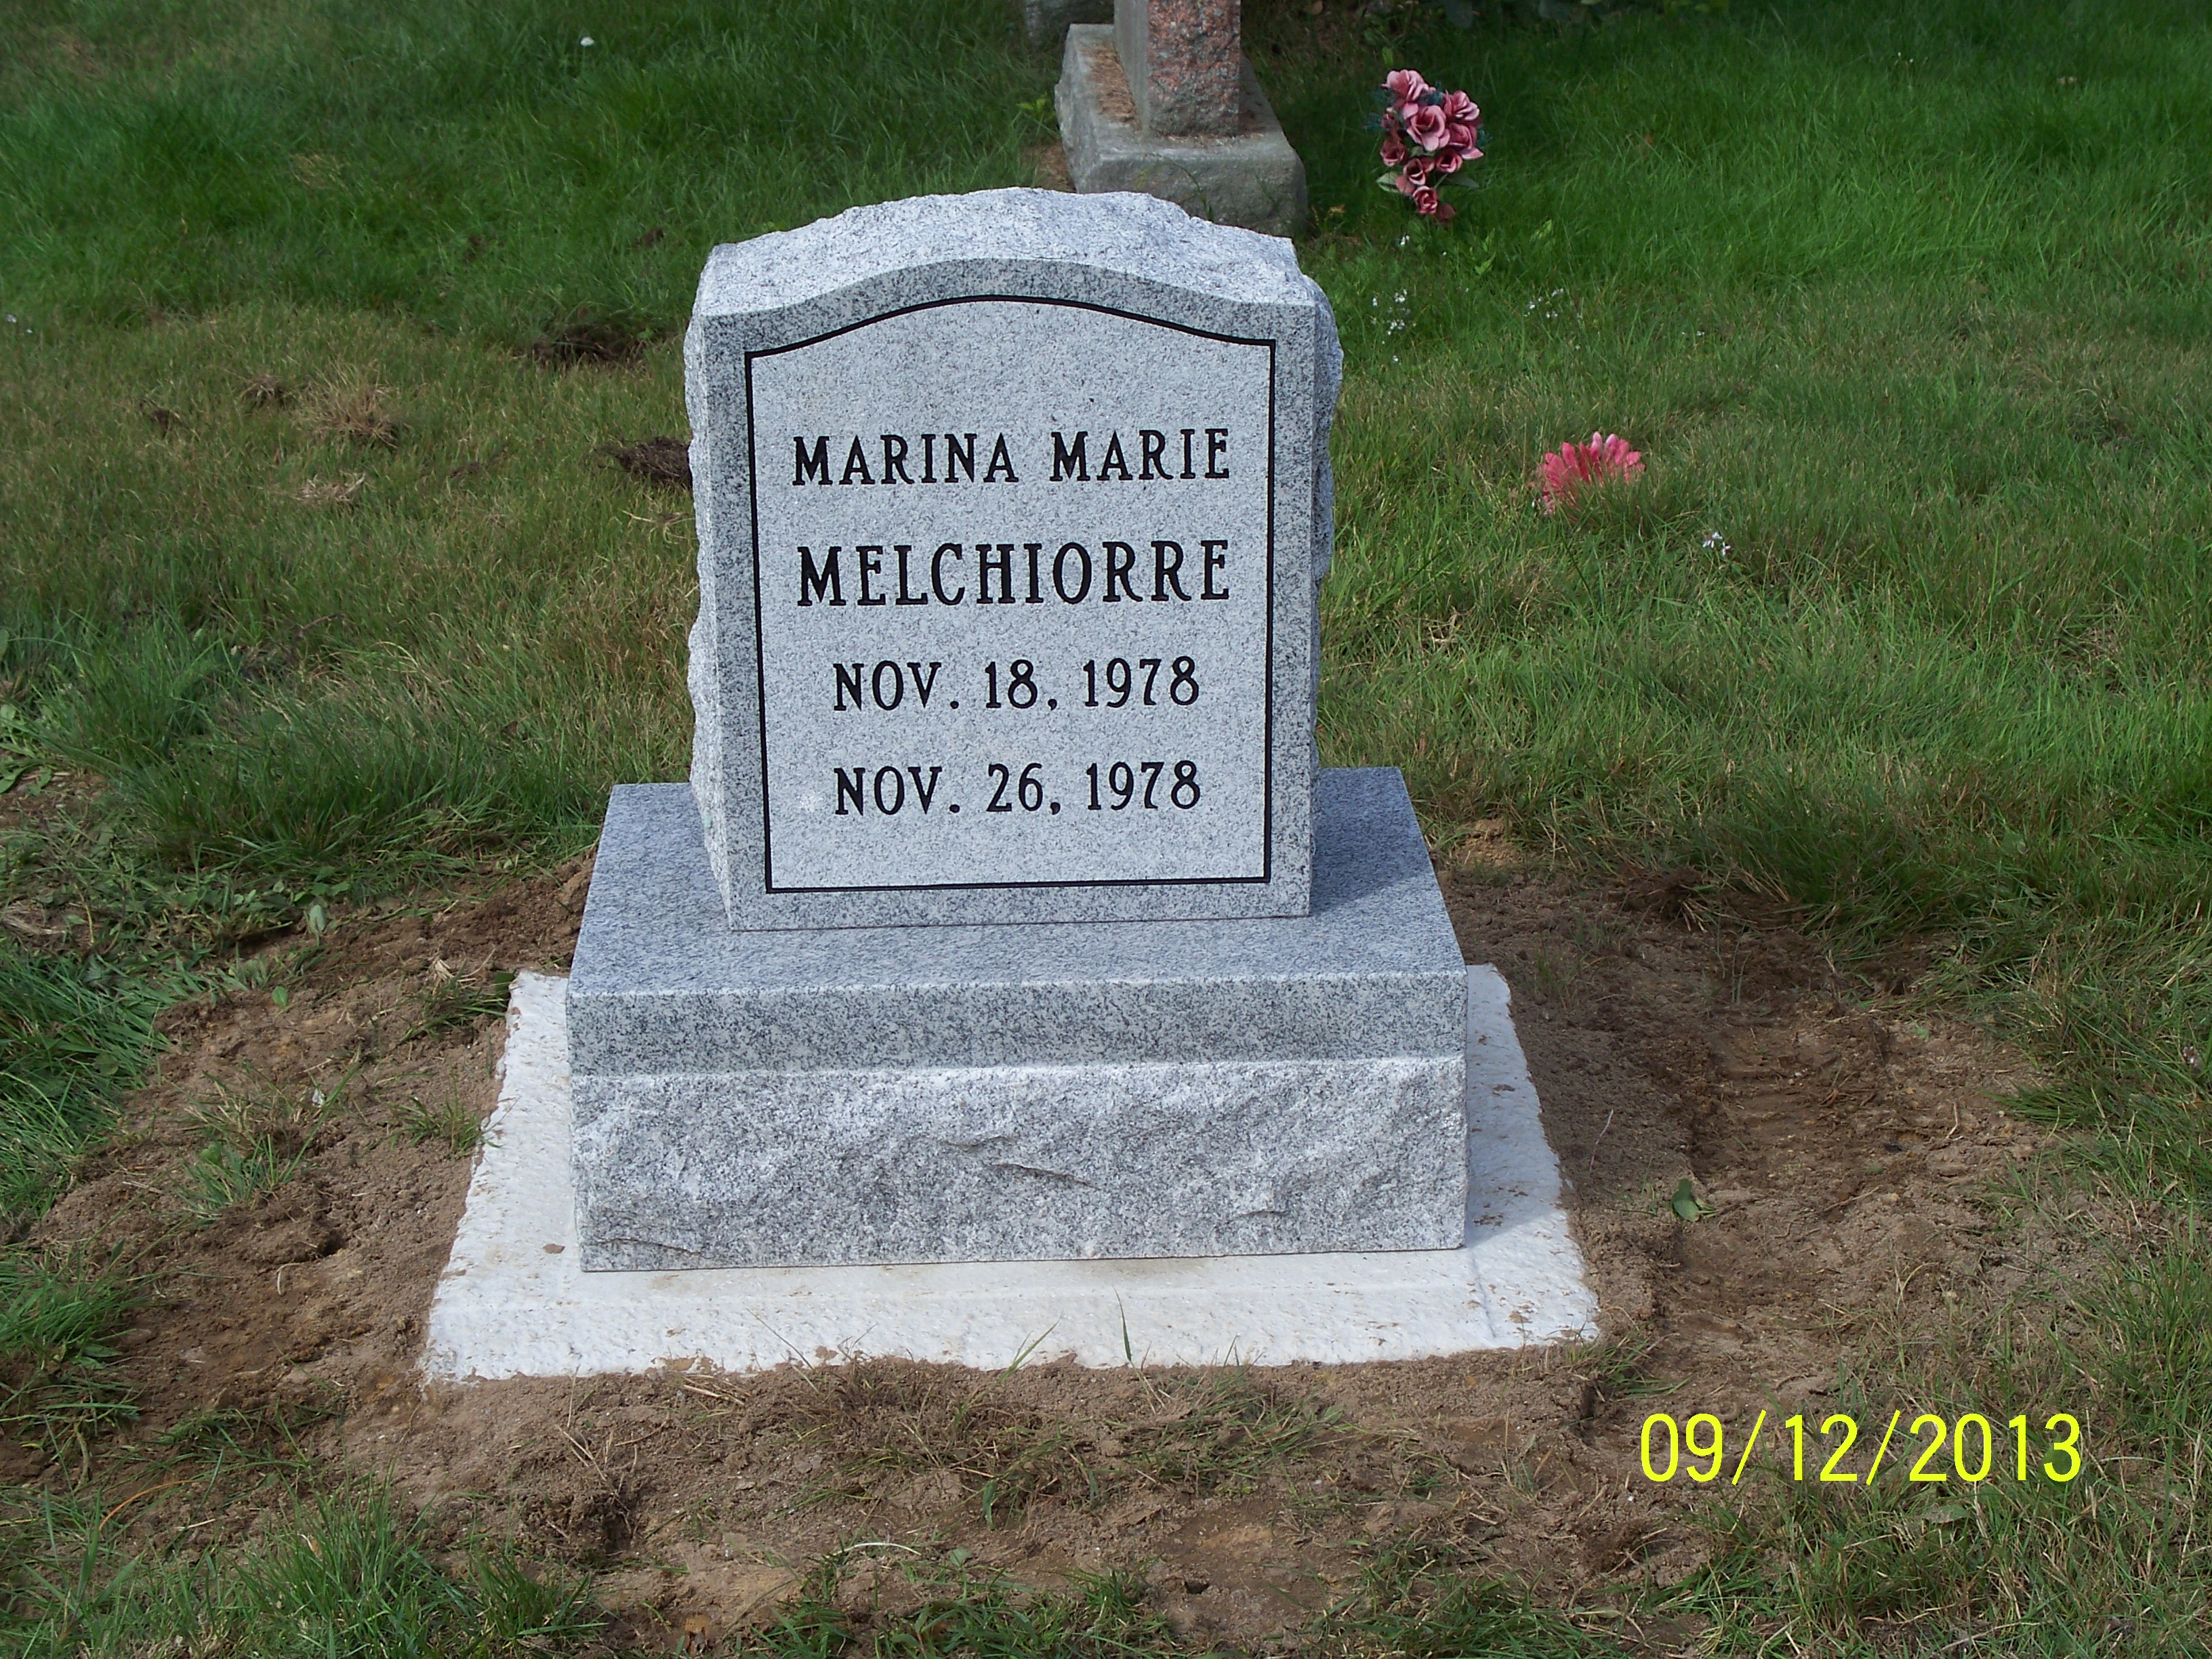 MARINA MARIE
MELCHIORRE
NOV. 18, 1978
NOV. 26, 1978
09/12/2013